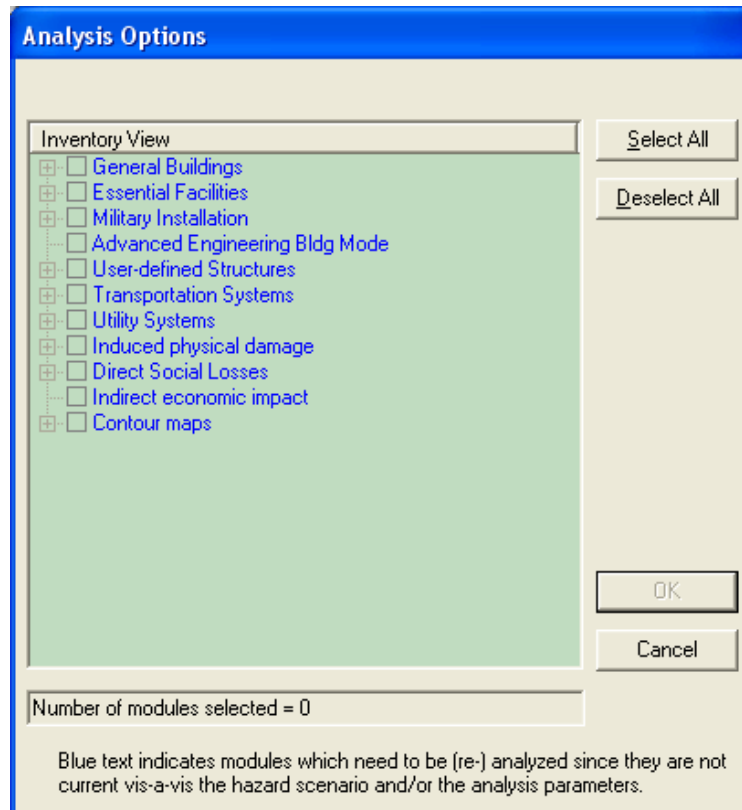 Analysis Options
Inventory View
Select All
General Buildings
Essential Facilities
Deselect All
Military Installation
Advanced Engineering Bldg Mode
User-defined Structures
Transportation Systems
Utility Systems
Induced physical damage
Direct Social Losses
Indirect economic impact
Contour maps
OK
Cancel
Number of modules selected = 0
Blue text indicates modules which need to be (re-) analyzed since they are not
current vis-a-vis the hazard scenario and/or the analysis parameters.